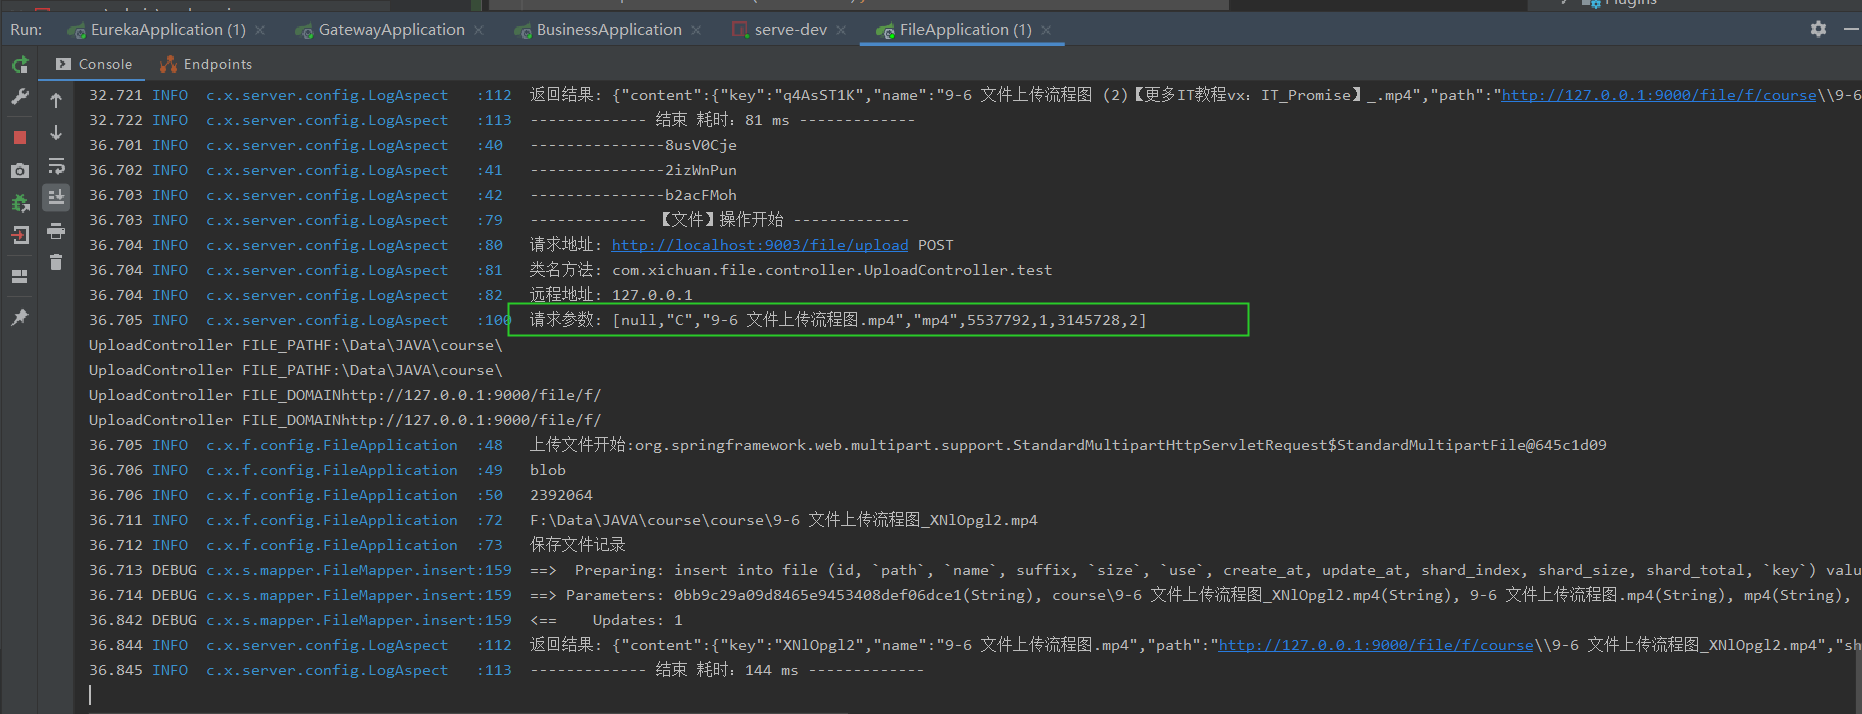 Plugins
Run: EurekaApplication (1) × GatewayApplication × BusinessApplication × serve-dev × FileApplication (1) ×
Console Endpoints
32.721 INFO c.x.server.config.LogAspect :112 返回结果: {"content":{"key":"q4AsST1K","name":"9-6 文件上传流程图 (2)【更多IT教程vx: IT_Promise】_.mp4","path":"http://127.0.0.1:9000/file/f/course\\9-6
32.722 INFO c.x.server.config.LogAspect :113 ------------- 结束 耗时: 81 ms -------------
36.701 INFO c.x.server.config.LogAspect :40 ---------------8usV0Cje
36.702 INFO c.x.server.config.LogAspect :41 ---------------2izWnPun
36.703 INFO c.x.server.config.LogAspect :42 ---------------b2acFMoh
36.703 INFO c.x.server.config.LogAspect :79 ------------- 【文件】操作开始 -------------
36.704 INFO c.x.server.config.LogAspect :80 请求地址: http://localhost:9003/file/upload POST
36.704 INFO c.x.server.config.LogAspect :81 类名方法: com.xichuan.file.controller.UploadController.test
36.704 INFO c.x.server.config.LogAspect :82 远程地址: 127.0.0.1
36.705 INFO c.x.server.config.LogAspect :100 请求参数: [null,"C","9-6 文件上传流程图.mp4","mp4",5537792,1,3145728,2]
UploadController FILE_PATHF:\Data\JAVA\course\
UploadController FILE_PATHF:\Data\JAVA\course\
UploadController FILE_DOMAINhttp://127.0.0.1:9000/file/f/
UploadController FILE_DOMAINhttp://127.0.0.1:9000/file/f/
36.705 INFO c.x.f.config.FileApplication :48 上传文件开始:org.springframework.web.multipart.support.StandardMultipartHttpServletRequest$StandardMultipartFile@645c1d09
36.706 INFO c.x.f.config.FileApplication :49 blob
36.706 INFO c.x.f.config.FileApplication :50 2392064
36.711 INFO c.x.f.config.FileApplication :72 F:\Data\JAVA\course\course\9-6 文件上传流程图_XNlOpgl2.mp4
36.712 INFO c.x.f.config.FileApplication :73 保存文件记录
36.713 DEBUG c.x.s.mapper.FileMapper.insert:159 ==> Preparing: insert into file (id, `path`, `name`, suffix, `size`, `use`, create_at, update_at, shard_index, shard_size, shard_total, `key`) valu
36.714 DEBUG c.x.s.mapper.FileMapper.insert:159 ==> Parameters: 0bb9c29a09d8465e9453408def06dce1(String), course\9-6 文件上传流程图_XNlOpgl2.mp4(String), 9-6 文件上传流程图.mp4(String), mp4(String),
36.842 DEBUG c.x.s.mapper.FileMapper.insert:159 <== Updates: 1
36.844 INFO c.x.server.config.LogAspect :112 返回结果: {"content":{"key":"XNlOpgl2","name":"9-6 文件上传流程图.mp4","path":"http://127.0.0.1:9000/file/f/course\\9-6 文件上传流程图_XNlOpgl2.mp4","sh
36.845 INFO c.x.server.config.LogAspect :113 ------------- 结束 耗时: 144 ms -------------